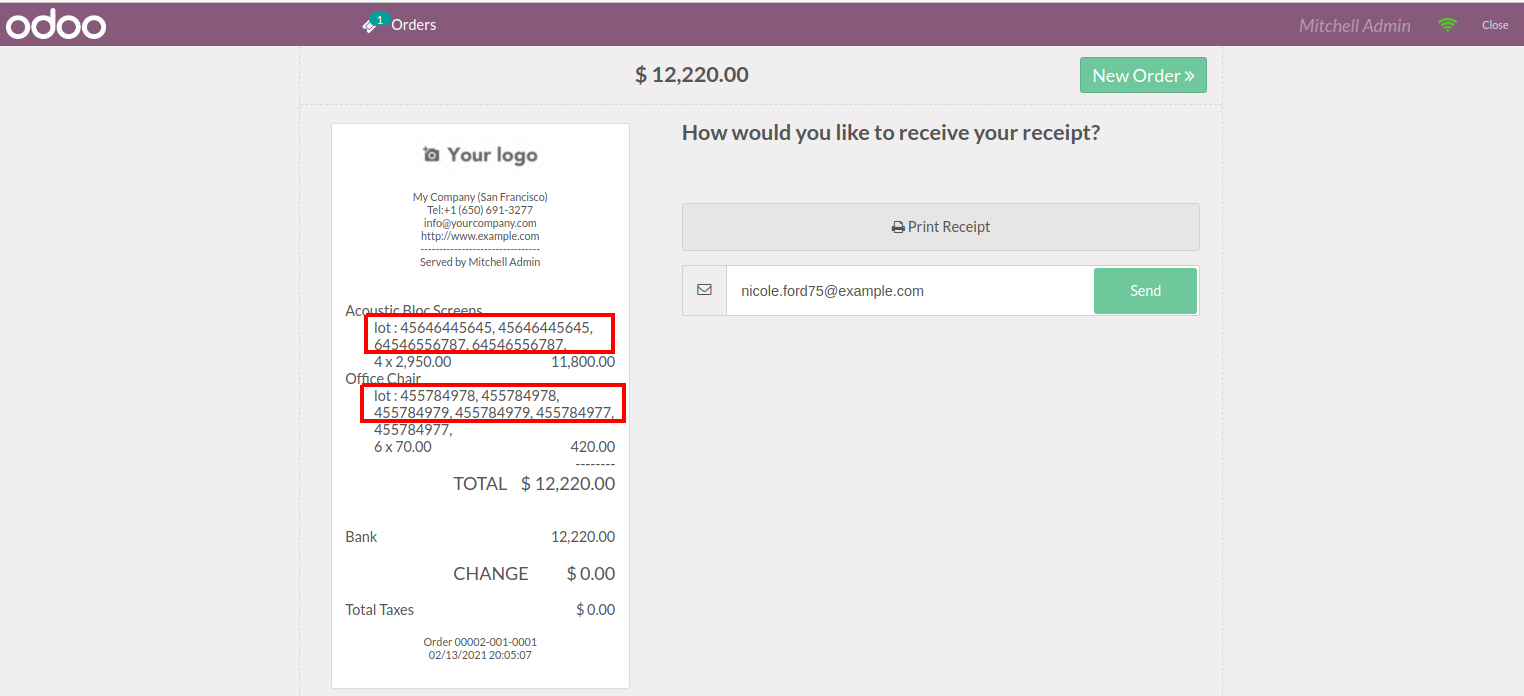 odoo
1 Orders
Mitchell Admin
Close
$ 12,220.00
New Order »
Your logo
My Company (San Francisco)
Tel:+1 (650) 691-3277
info@yourcompany.com
http://www.example.com
--------------------------------
Served by Mitchell Admin
Acoustic Bloc Screens
lot : 45646445645, 45646445645,
64546556787, 64546556787,
4 x 2,950.00 11,800.00
Office Chair
lot : 455784978, 455784978,
455784979, 455784979, 455784977,
455784977,
6 x 70.00 420.00
--------
TOTAL $ 12,220.00
Bank 12,220.00
CHANGE $ 0.00
Total Taxes $ 0.00
Order 00002-001-0001
02/13/2021 20:05:07
How would you like to receive your receipt?
Print Receipt
nicole.ford75@example.com
Send